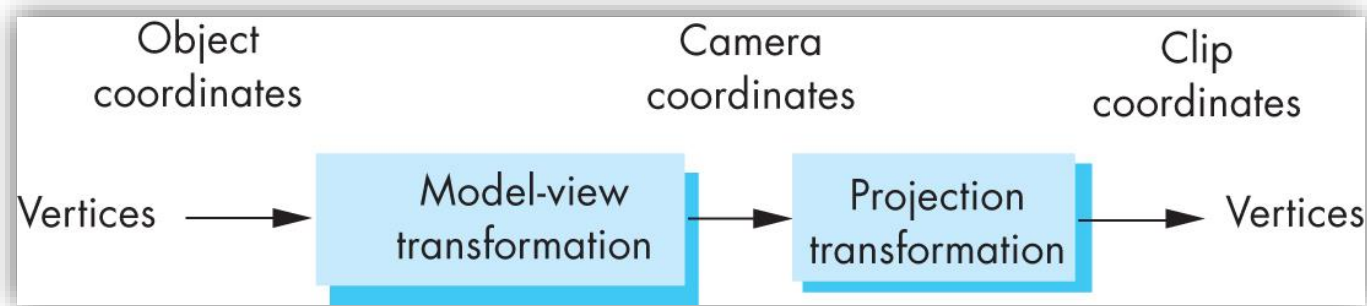 Object
coordinates
Camera
coordinates
Clip
coordinates
Vertices
Model-view
transformation
Projection
transformation
Vertices